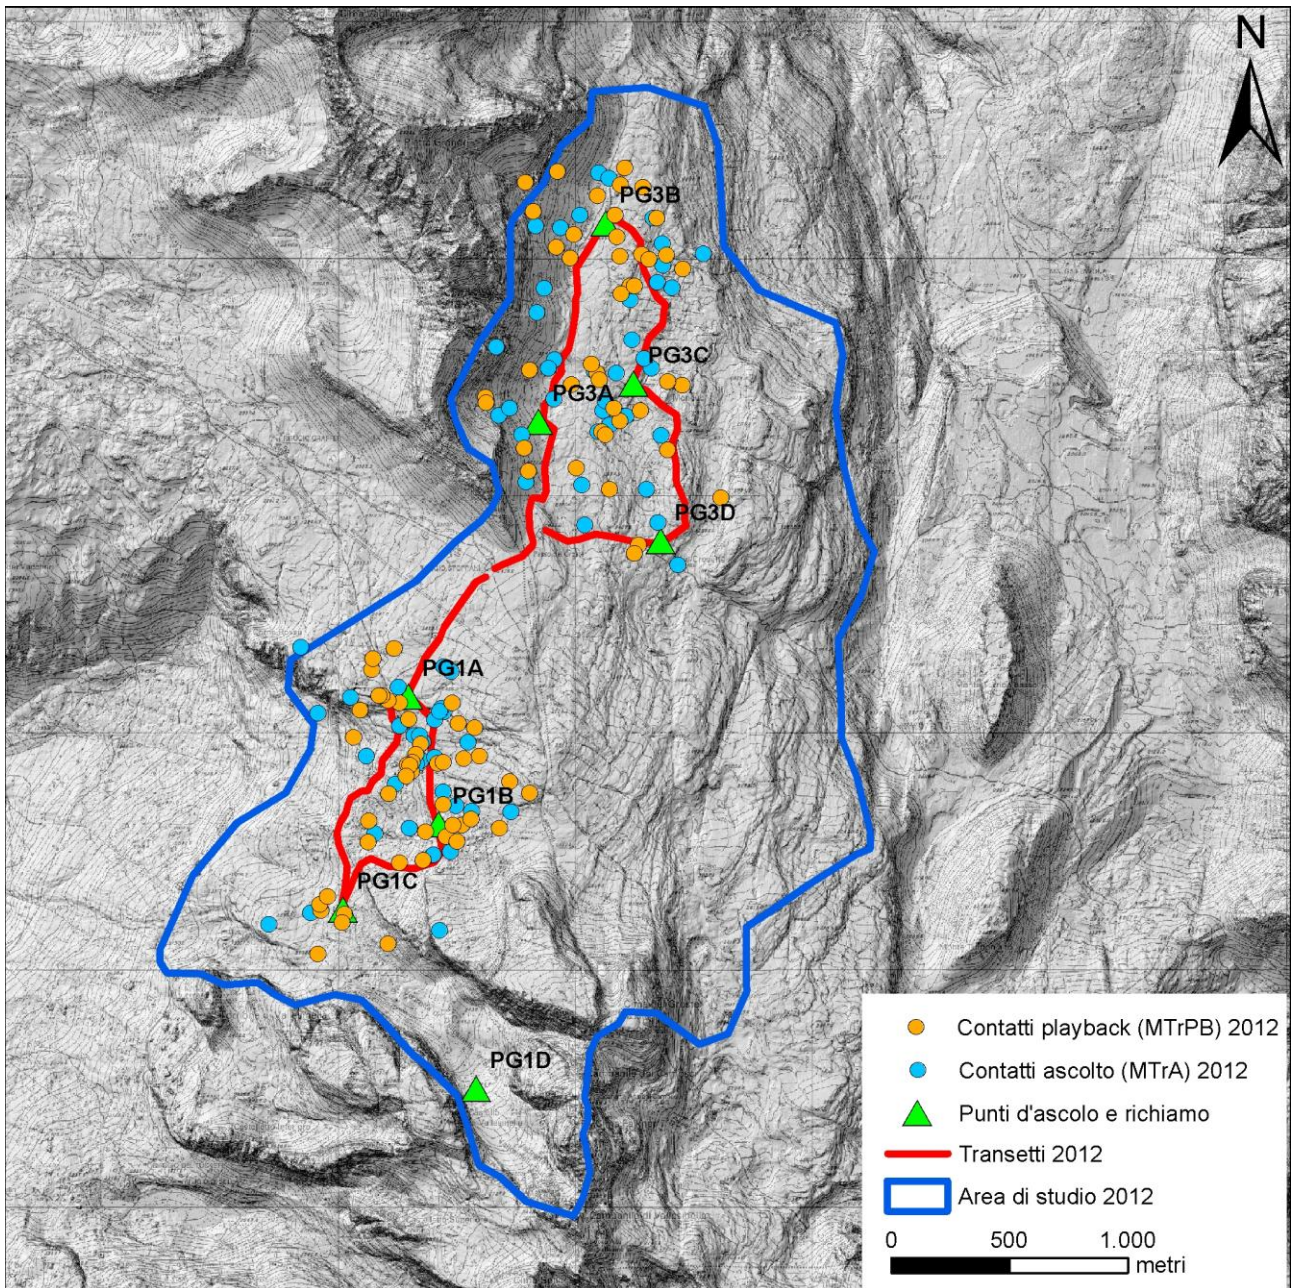 N
PG3B
PG3C
PG3A
PG3D
PG1A
PG1B
PG1C
PG1D
Contatti playback (MTrPB) 2012
Contatti ascolto (MTrA) 2012
Punti d'ascolo e richiamo
Transetti 2012
Area di studio 2012
0 500 1.000
metri